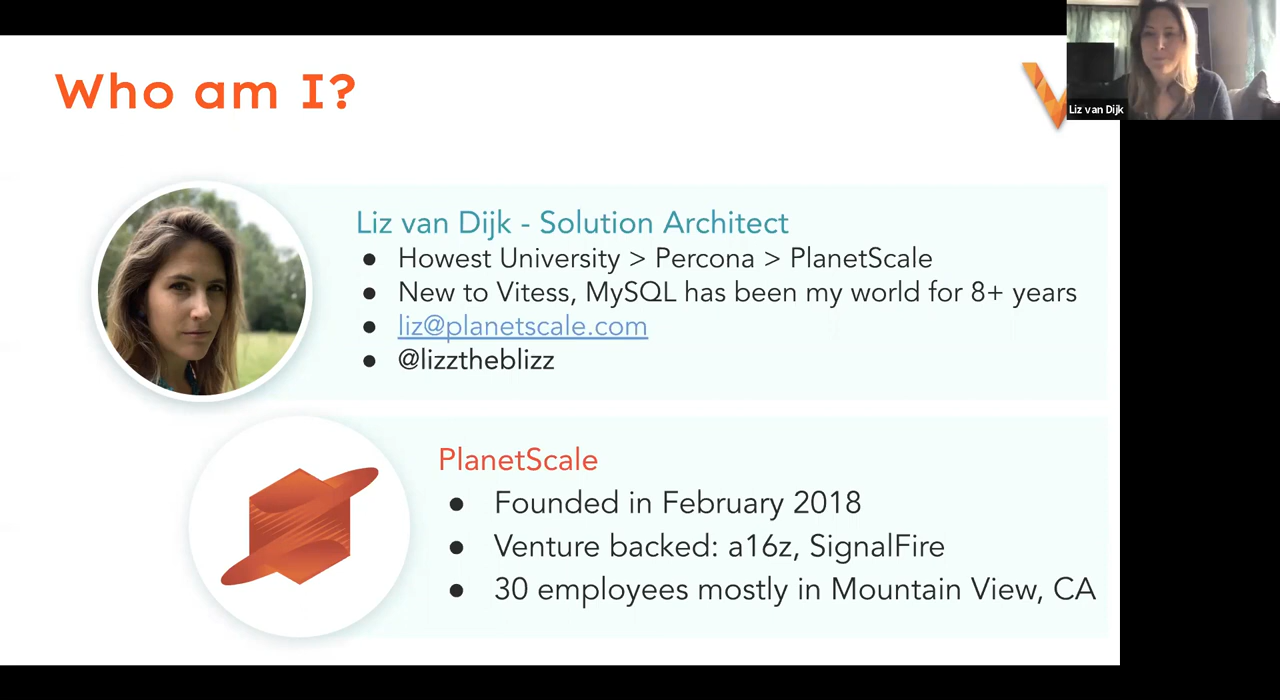 Who am I?
Liz van Dijk
Liz van Dijk - Solution Architect
● Howest University > Percona > PlanetScale
● New to Vitess, MySQL has been my world for 8+ years
● liz@planetscale.com
● @lizztheblizz
PlanetScale
● Founded in February 2018
● Venture backed: a16z, SignalFire
● 30 employees mostly in Mountain View, CA